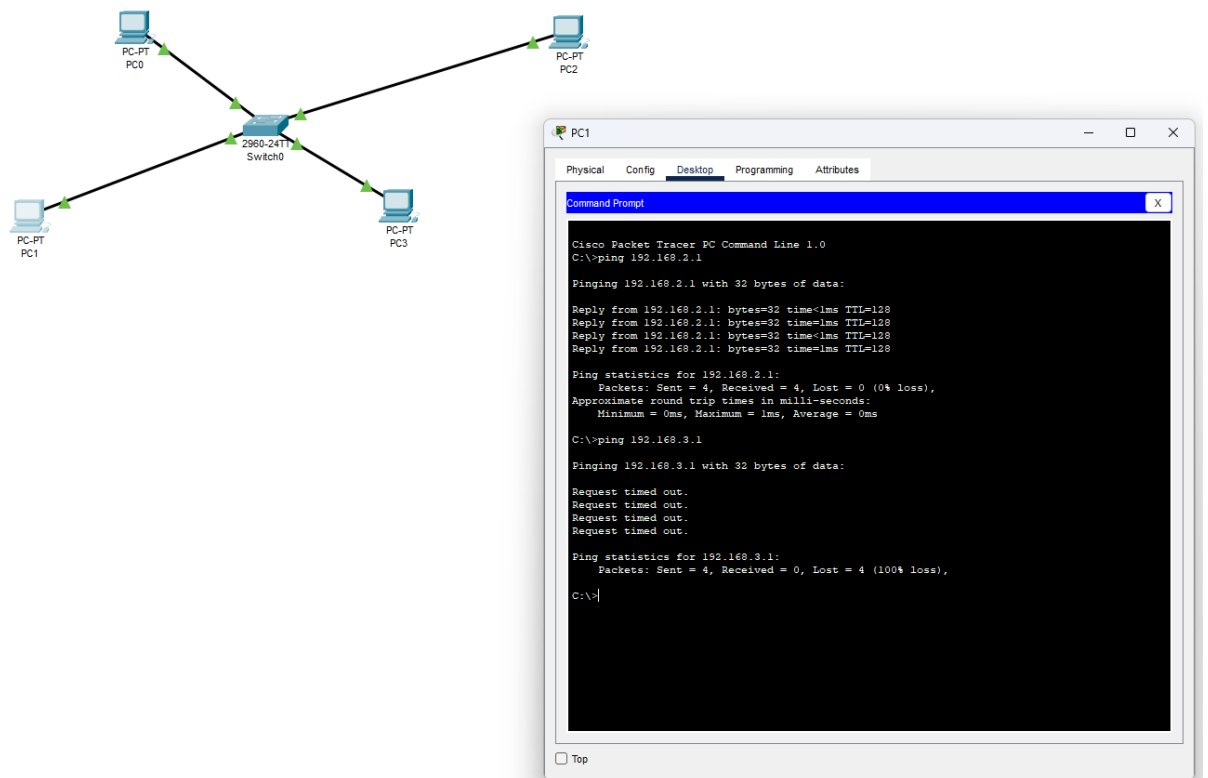 PC-PT
PC0
PC-PT
PC2
2960-24TT
Switch0
PC-PT
PC1
PC-PT
PC3
PC1
Physical Config Desktop Programming Attributes
Command Prompt
X
Cisco Packet Tracer PC Command Line 1.0
C:\>ping 192.168.2.1
Pinging 192.168.2.1 with 32 bytes of data:
Reply from 192.168.2.1: bytes=32 time<1ms TTL=128
Reply from 192.168.2.1: bytes=32 time=1ms TTL=128
Reply from 192.168.2.1: bytes=32 time<1ms TTL=128
Reply from 192.168.2.1: bytes=32 time=1ms TTL=128
Ping statistics for 192.168.2.1:
Packets: Sent = 4, Received = 4, Lost = 0 (0% loss),
Approximate round trip times in milli-seconds:
Minimum = 0ms, Maximum = 1ms, Average = 0ms
C:\>ping 192.168.3.1
Pinging 192.168.3.1 with 32 bytes of data:
Request timed out.
Request timed out.
Request timed out.
Request timed out.
Ping statistics for 192.168.3.1:
Packets: Sent = 4, Received = 0, Lost = 4 (100% loss),
C:\>
Top